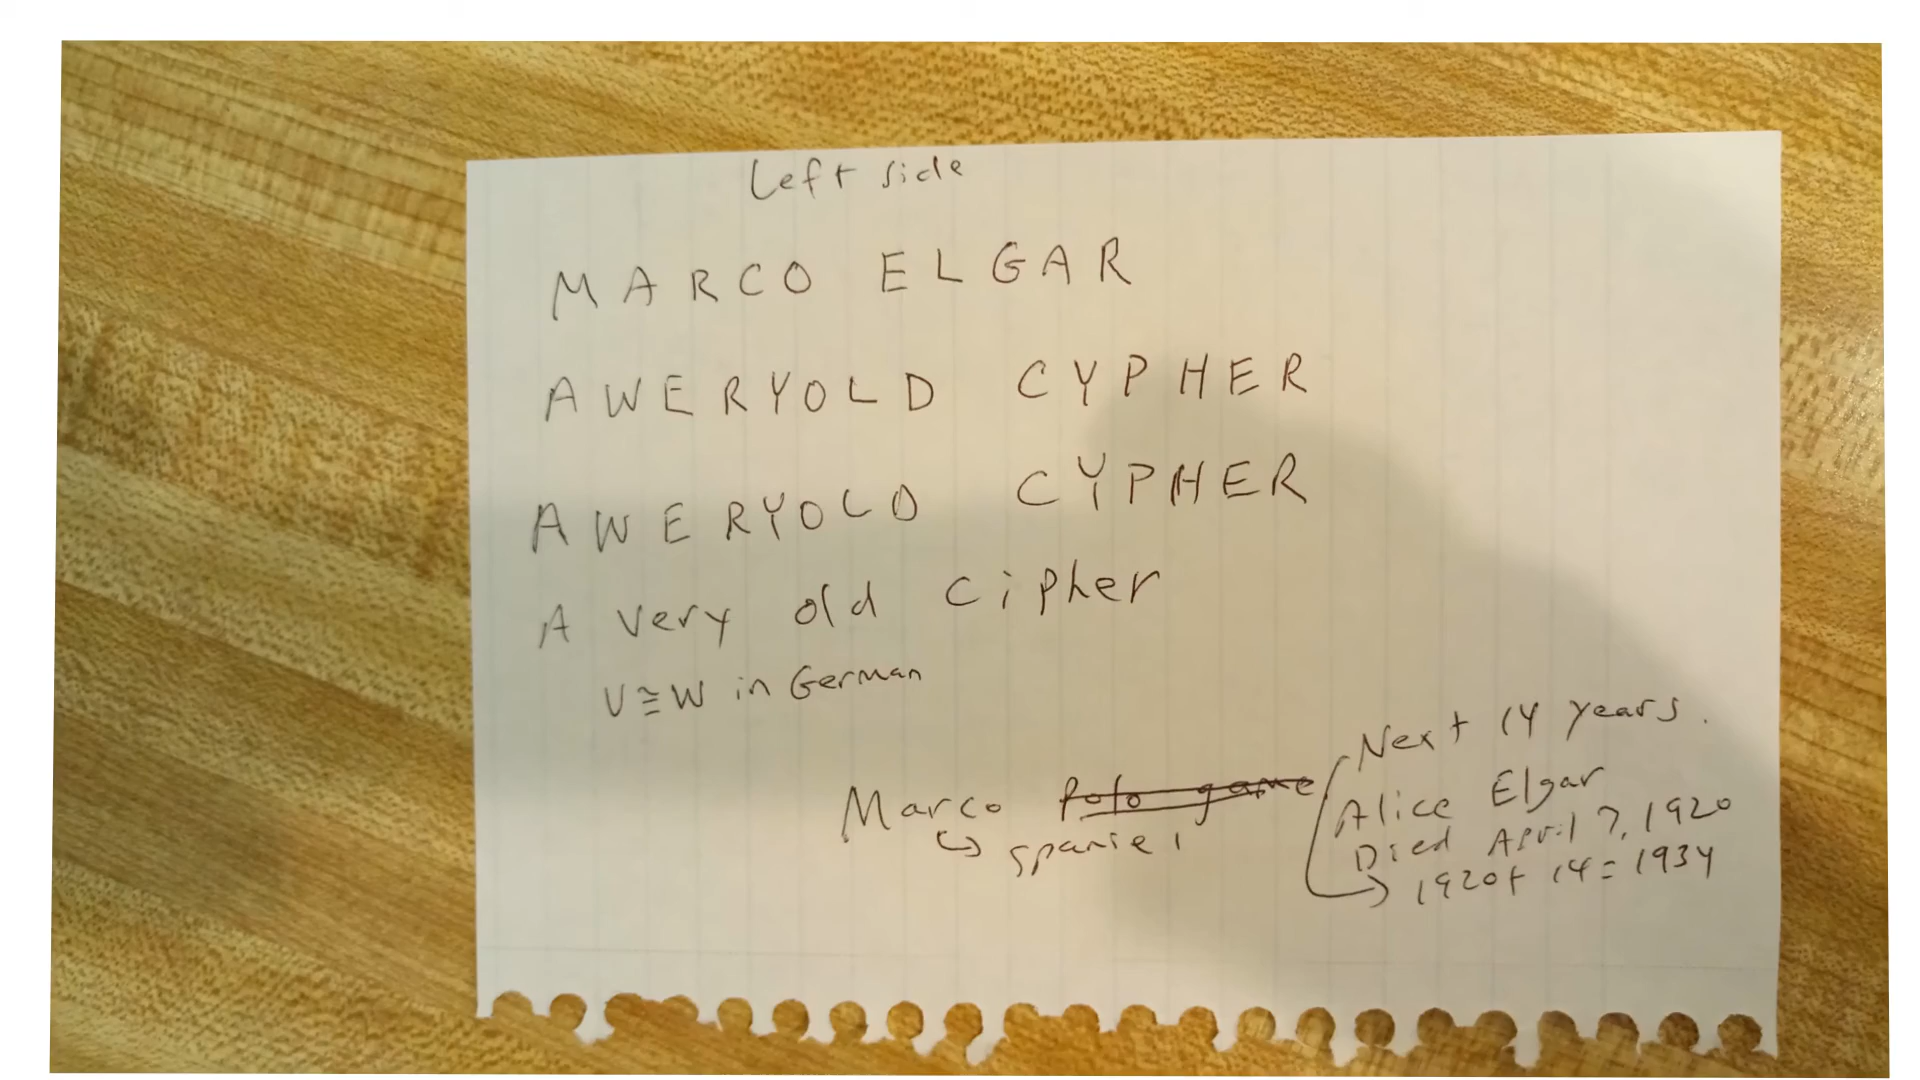 Left side
MARCO ELGAR
AWERYOLD CYPHER
AWERYOLD CYPHER
A very old cipher
V≅W in German
Next 14 years.
Marco Polo game
Alice Elgar
↪ spaniel
Died April 7, 1920
1920+14=1934